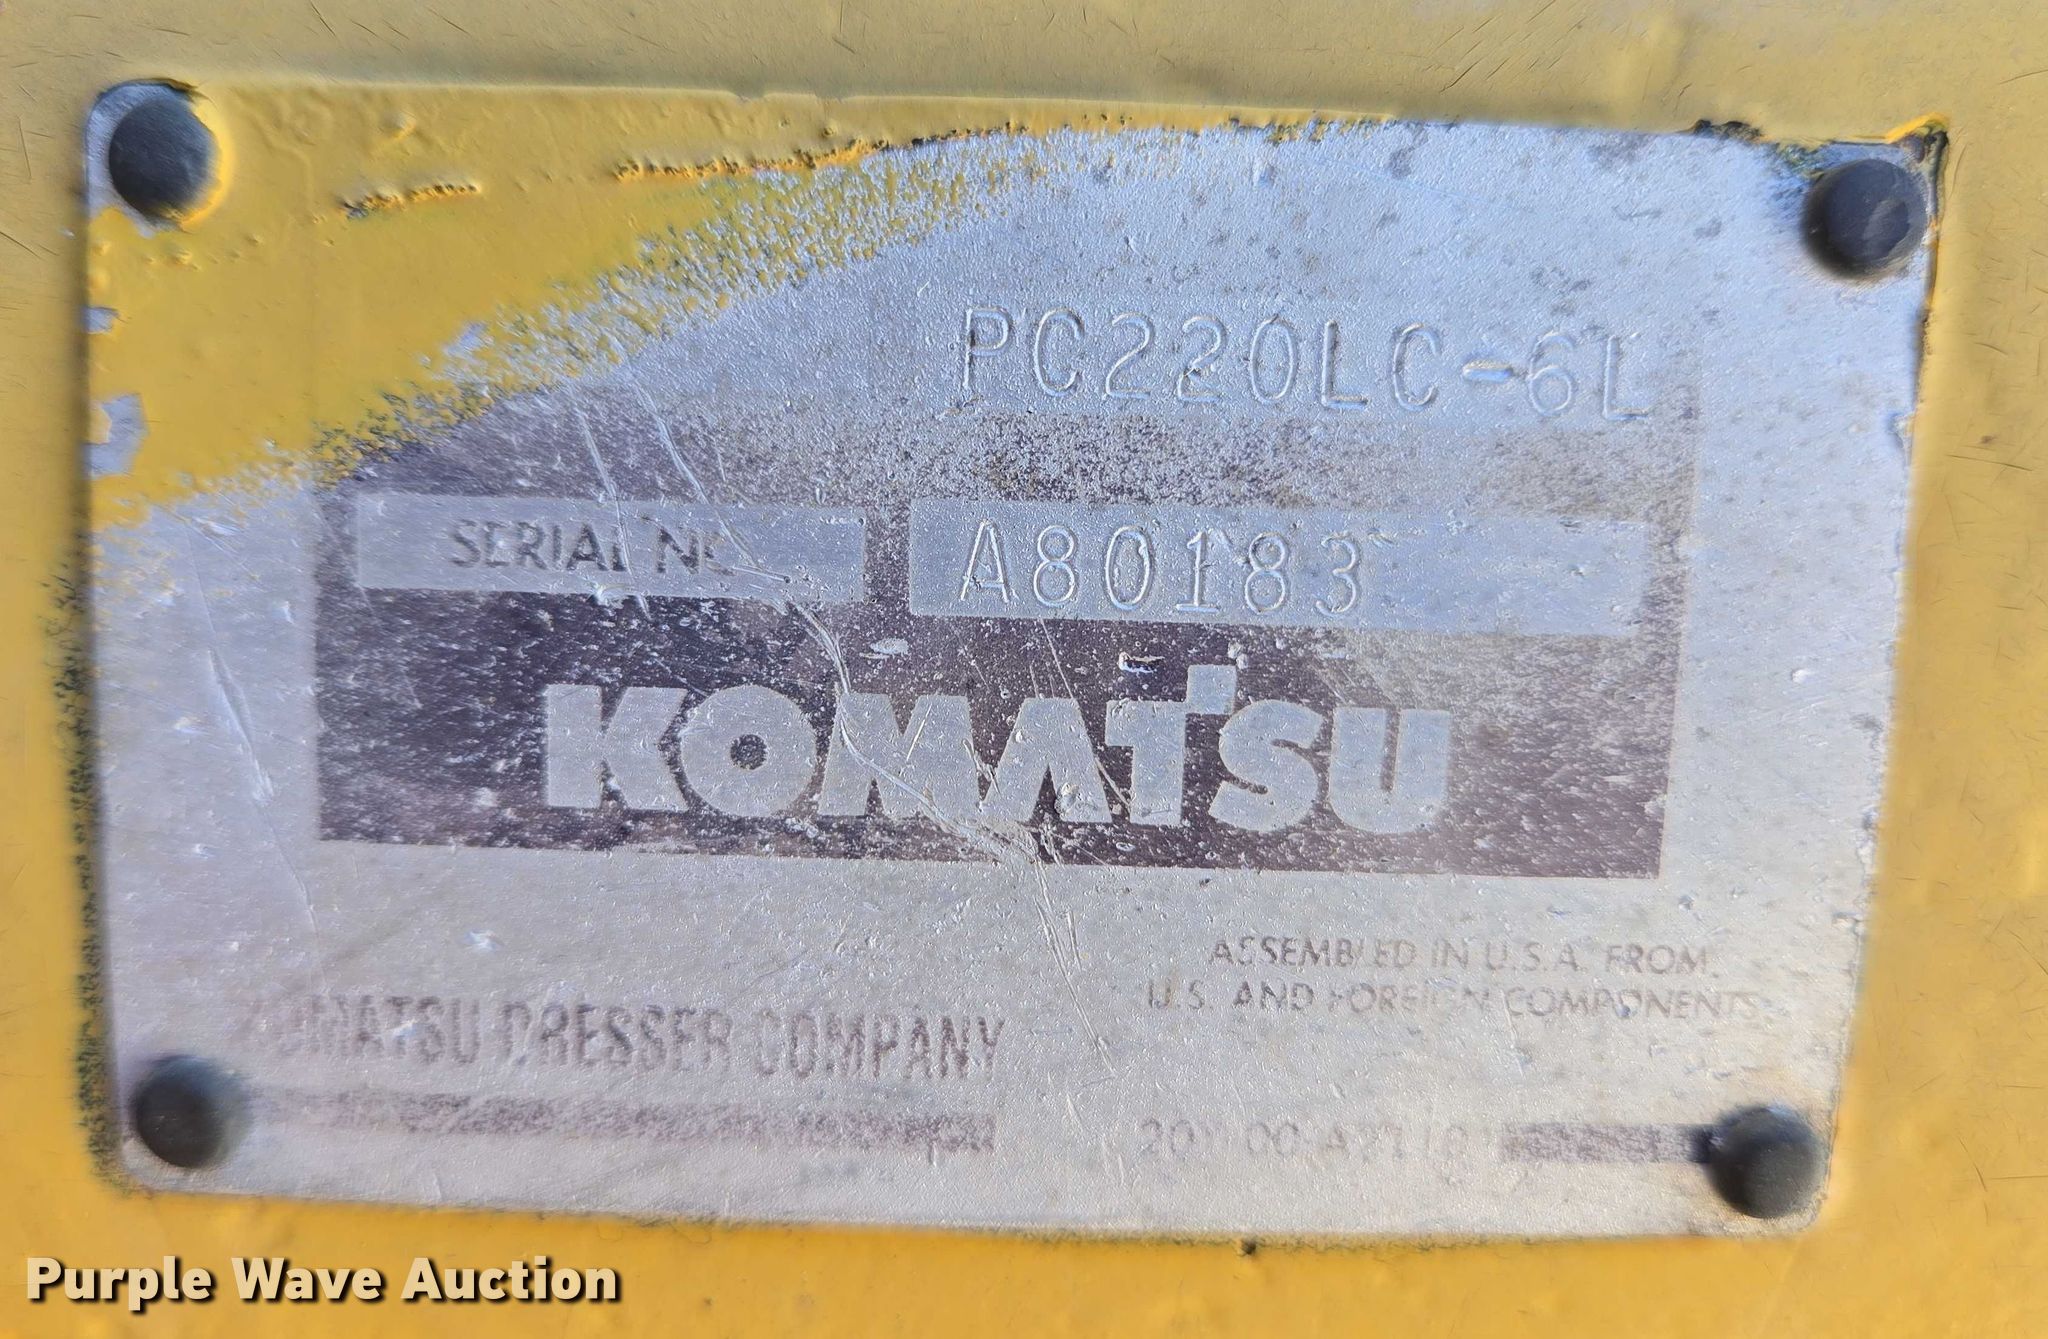 PC220LC-6L
SERIAL NO
A80183
KOMATSU
ASSEMBLED IN U.S.A. FROM
U.S. AND FOREIGN COMPONENTS
KOMATSU DRESSER COMPANY
Purple Wave Auction